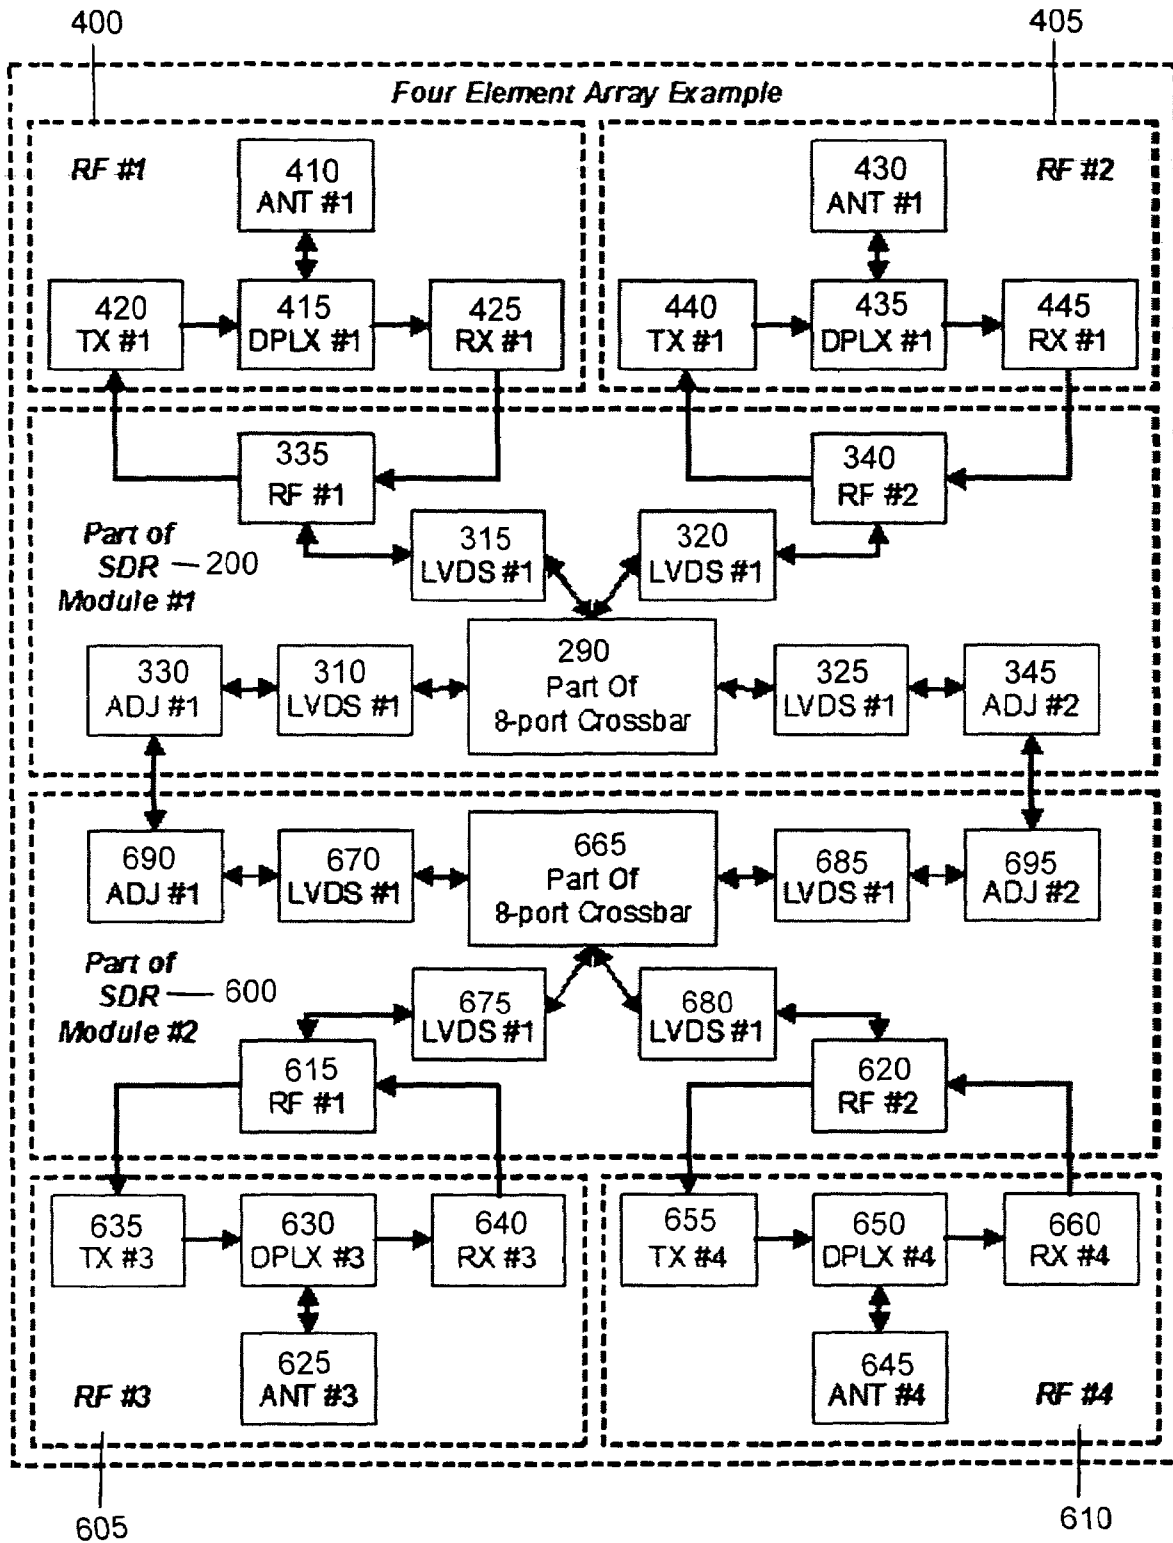 400
405
Four Element Array Example
RF #1
410
ANT #1
430
ANT #1
RF #2
420
TX #1
415
DPLX #1
425
RX #1
440
TX #1
435
DPLX #1
445
RX #1
335
RF #1
340
RF #2
Part of
SDR
Module #1
200
315
LVDS #1
320
LVDS #1
330
ADJ #1
310
LVDS #1
290
Part Of
8-port Crossbar
325
LVDS #1
345
ADJ #2
690
ADJ #1
670
LVDS #1
665
Part Of
8-port Crossbar
685
LVDS #1
695
ADJ #2
Part of
SDR
Module #2
600
675
LVDS #1
680
LVDS #1
615
RF #1
620
RF #2
635
TX #3
630
DPLX #3
640
RX #3
655
TX #4
650
DPLX #4
660
RX #4
RF #3
625
ANT #3
645
ANT #4
RF #4
605
610